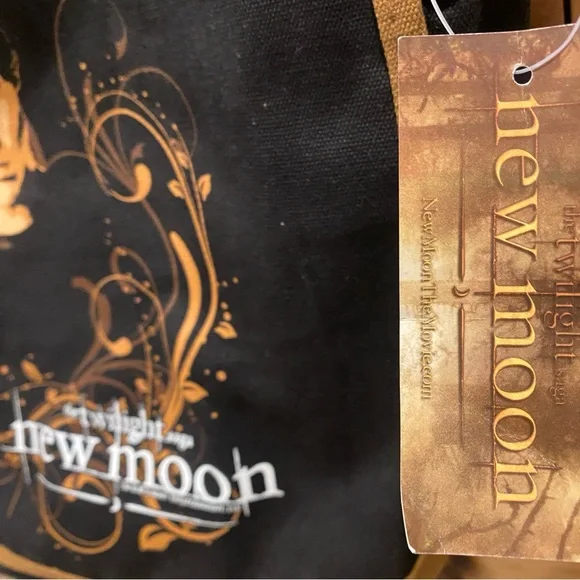 the twilight saga
new moon
the twilight saga
new moon
NewMoonTheMovie.com